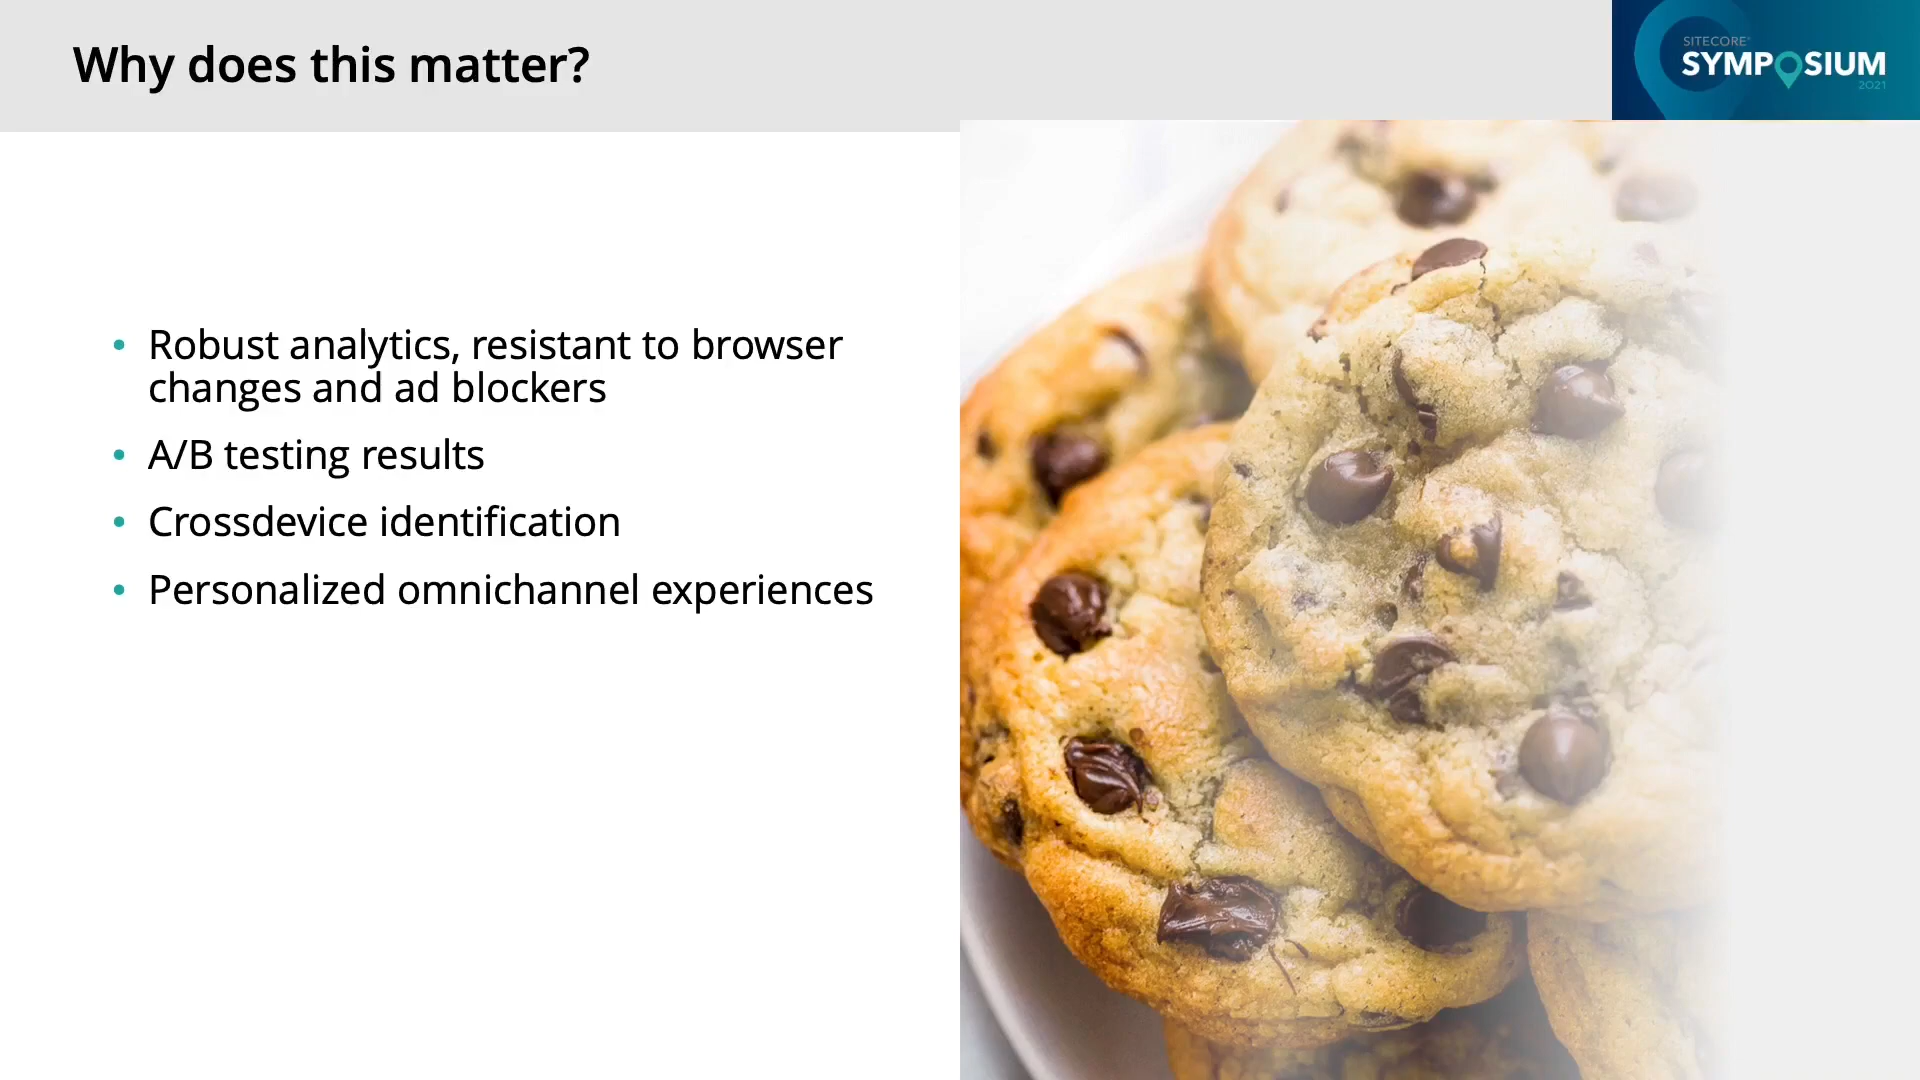 Why does this matter?
SITECORE
SYMPOSIUM
2021
• Robust analytics, resistant to browser
changes and ad blockers
• A/B testing results
• Crossdevice identification
• Personalized omnichannel experiences